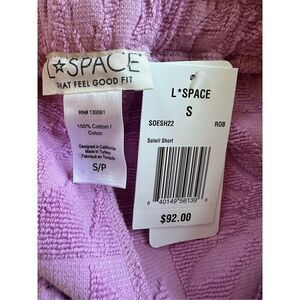 L*SPACE
THAT FEEL GOOD FIT
RN# 130061
100% Cotton /
Coton
Designed in California
Made in Turkey
Fabriqué en Turquie
S/P
L*SPACE
S
SOESH22 ROB
Soleil Short
8 40149 56139 6
$92.00